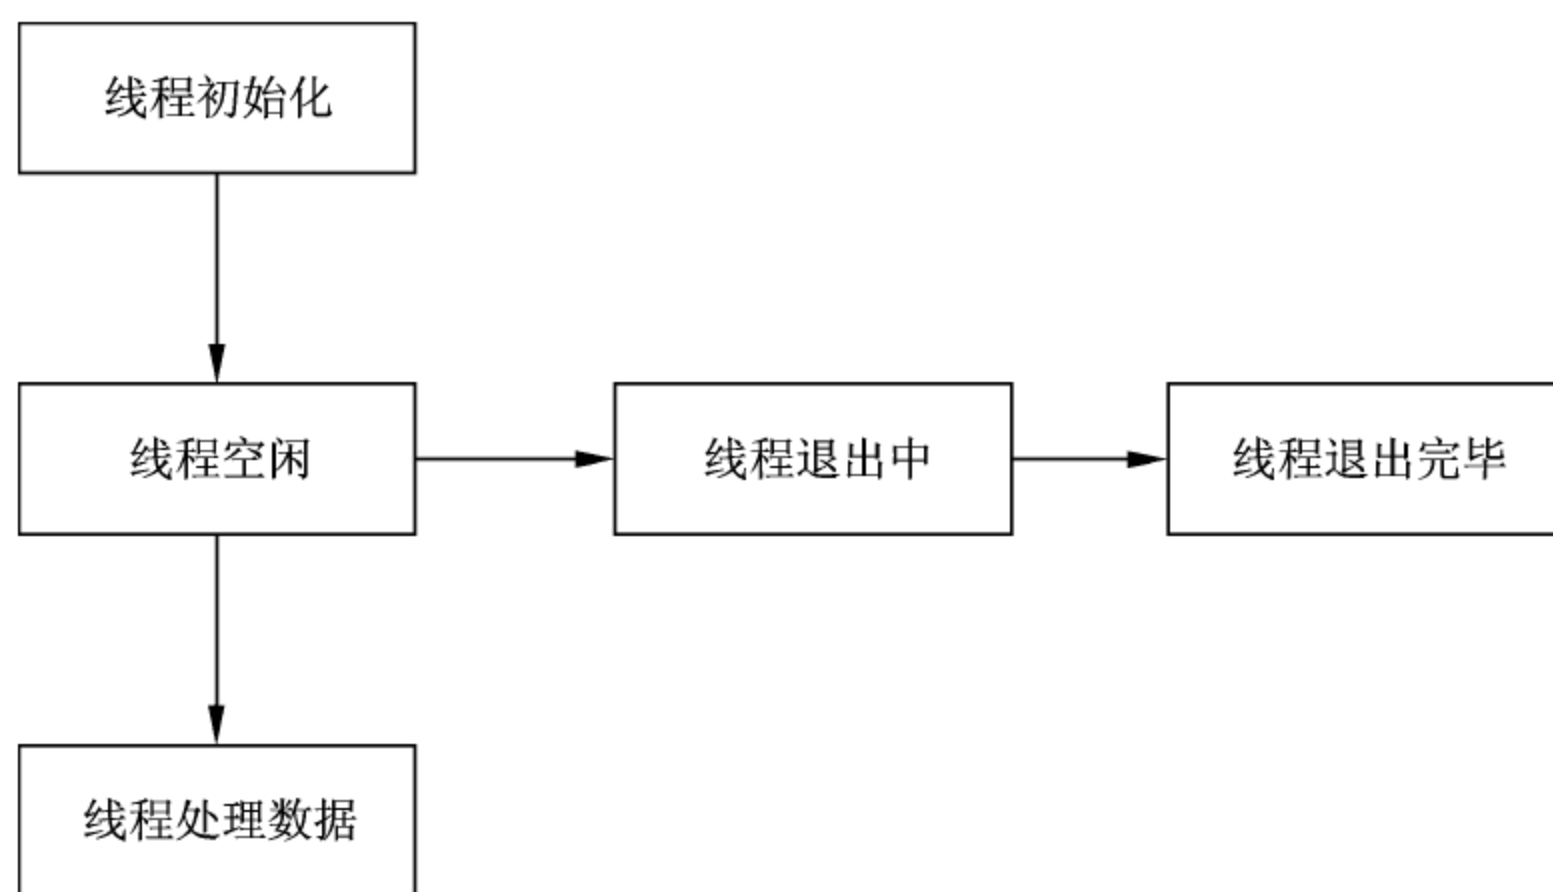 线程初始化
线程空闲
线程退出中
线程退出完毕
线程处理数据